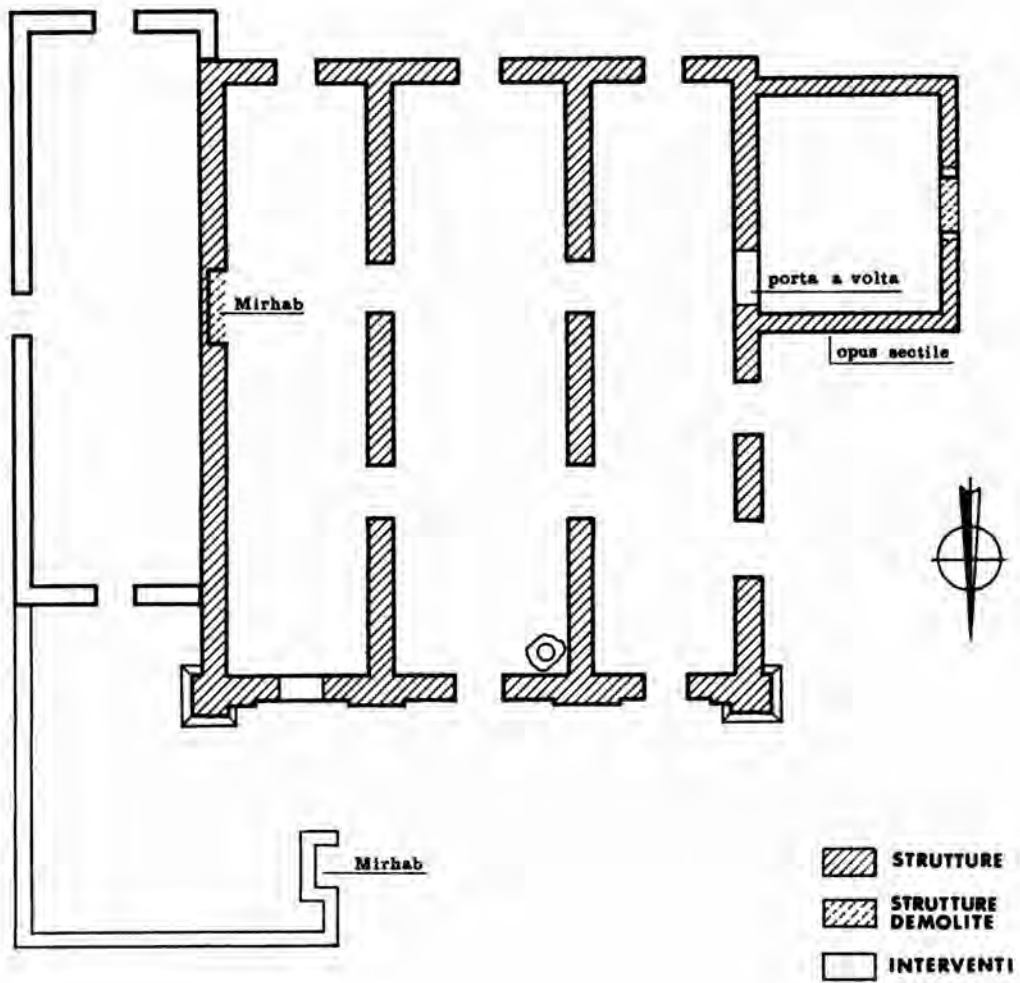 Mirhab
porta a volta
opus sectile
Mirhab
STRUTTURE
STRUTTURE
DEMOLITE
INTERVENTI